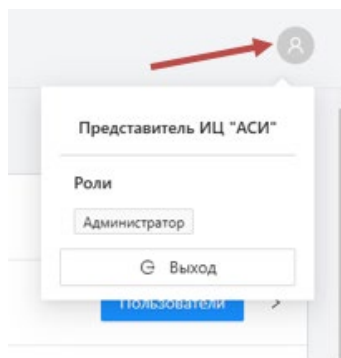 Представитель ИЦ "АСИ"
Роли
Администратор
Выход
Пользователи